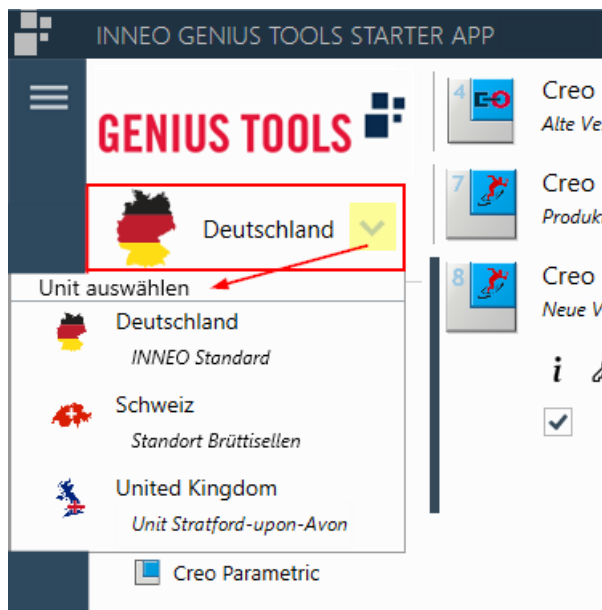 INNEO GENIUS TOOLS STARTER APP
GENIUS TOOLS
Deutschland
Unit auswählen
Deutschland
INNEO Standard
Schweiz
Standort Brüttisellen
United Kingdom
Unit Stratford-upon-Avon
Creo Parametric
4
Creo
Alte Ve
7
Creo
Produk
8
Creo
Neue V
i